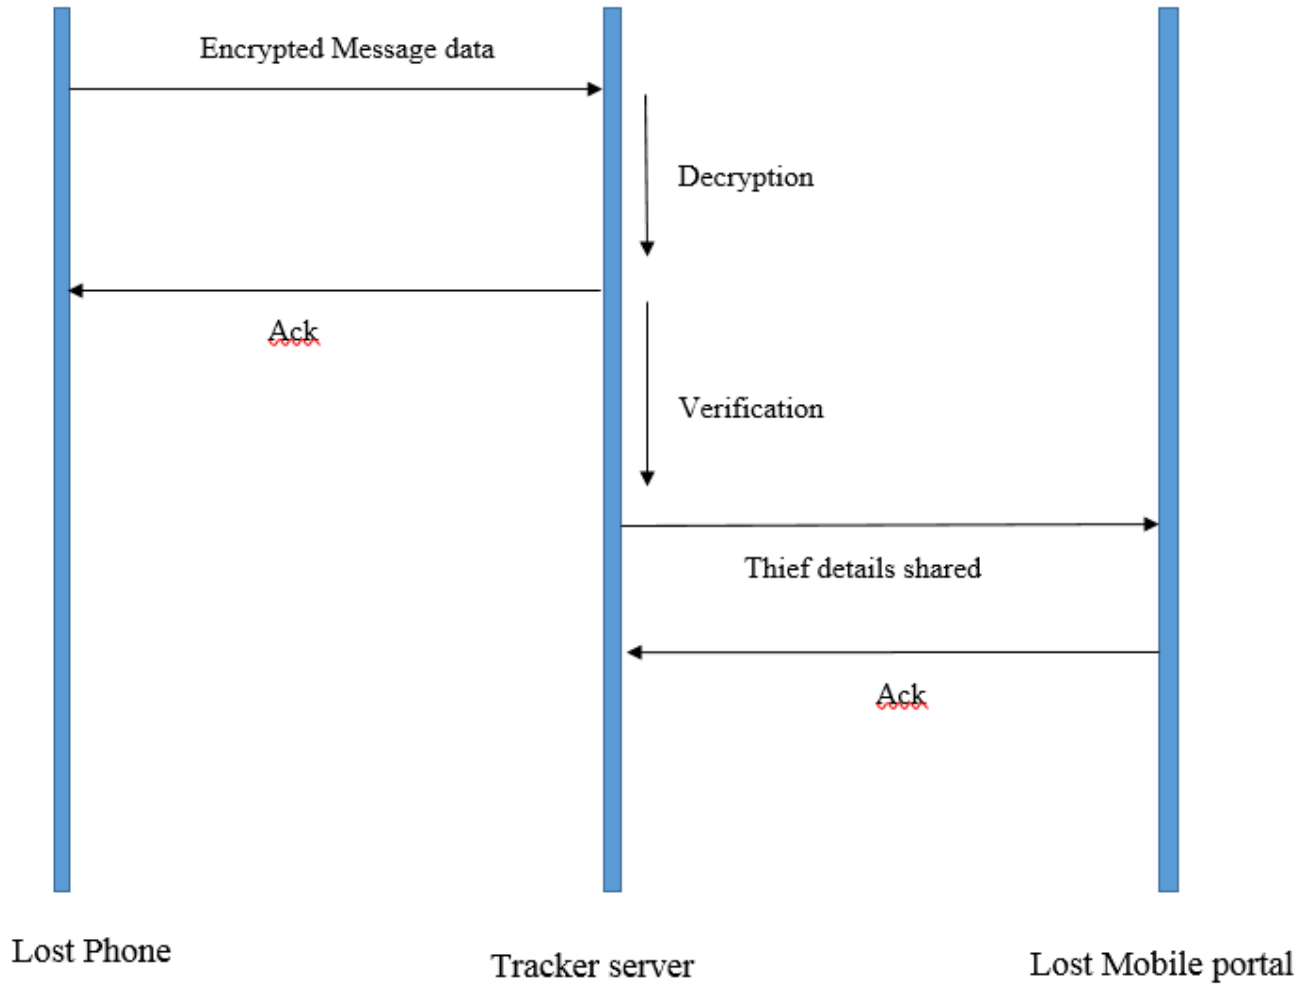 Encrypted Message data
Decryption
Ack
Verification
Thief details shared
Ack
Lost Phone
Tracker server
Lost Mobile portal